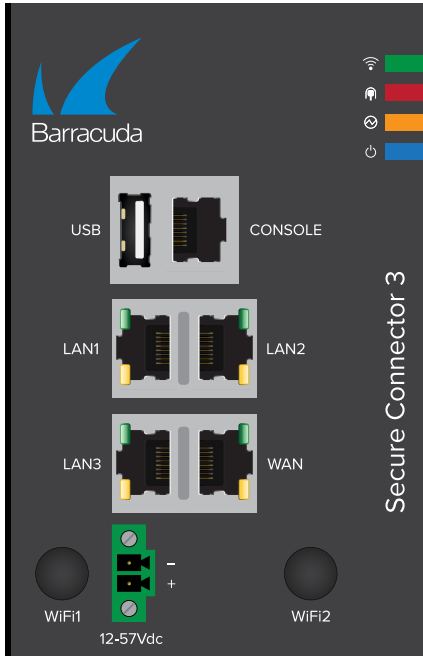 Barracuda
USB
CONSOLE
LAN1
LAN2
LAN3
WAN
−
+
WiFi1
WiFi2
12-57Vdc
Secure Connector 3